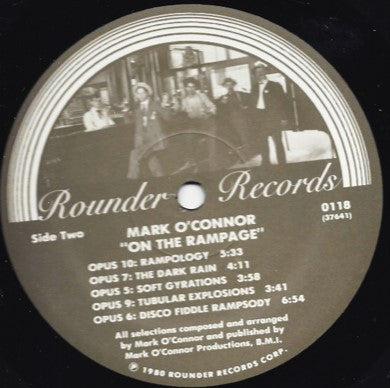 Rounder Records
Side Two
MARK O'CONNOR
"ON THE RAMPAGE"
0118
(37641)
OPUS 10: RAMPOLOGY 5:33
OPUS 7: THE DARK RAIN 4:11
OPUS 5: SOFT GYRATIONS 3:58
OPUS 9: TUBULAR EXPLOSIONS 3:41
OPUS 6: DISCO FIDDLE RAMPSODY 6:54
All selections composed and arranged
by Mark O'Connor and published by
Mark O'Connor Productions, B.M.I.
℗ 1980 ROUNDER RECORDS CORP.